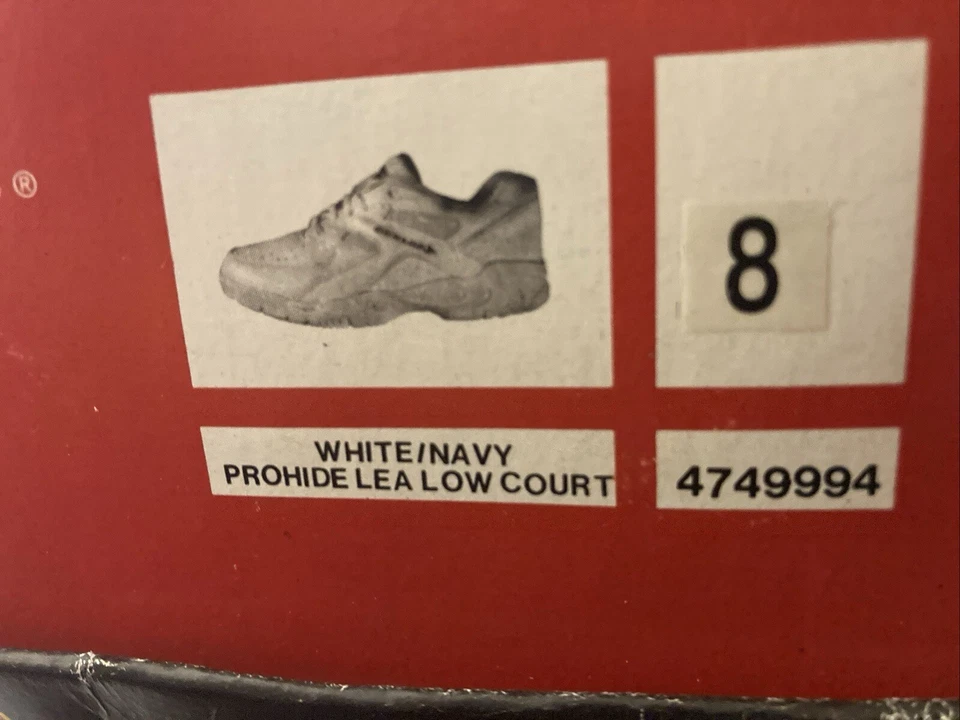 ®
8
WHITE/NAVY
PROHIDE LEA LOW COURT
4749994